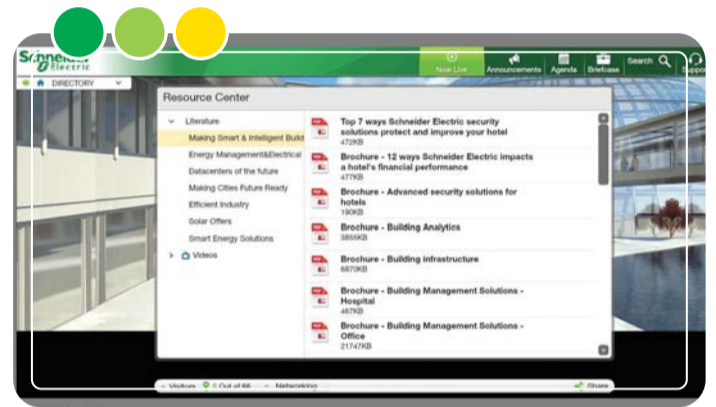 Schneider
Electric
Now Live
Announcements
Agenda
Briefcase
Search
Suppor
DIRECTORY
Resource Center
Literature
Making Smart & Intelligent Build
Energy Management&Electrical
Datacenters of the future
Making Cities Future Ready
Efficient Industry
Solar Offers
Smart Energy Solutions
Videos
Top 7 ways Schneider Electric security
solutions protect and improve your hotel
472KB
Brochure - 12 ways Schneider Electric impacts
a hotel's financial performance
477KB
Brochure - Advanced security solutions for
hotels
190KB
Brochure - Building Analytics
3855KB
Brochure - Building infrastructure
6870KB
Brochure - Building Management Solutions -
Hospital
467KB
Brochure - Building Management Solutions -
Office
21747KB
Visitors
Out of 66
Networking
Share